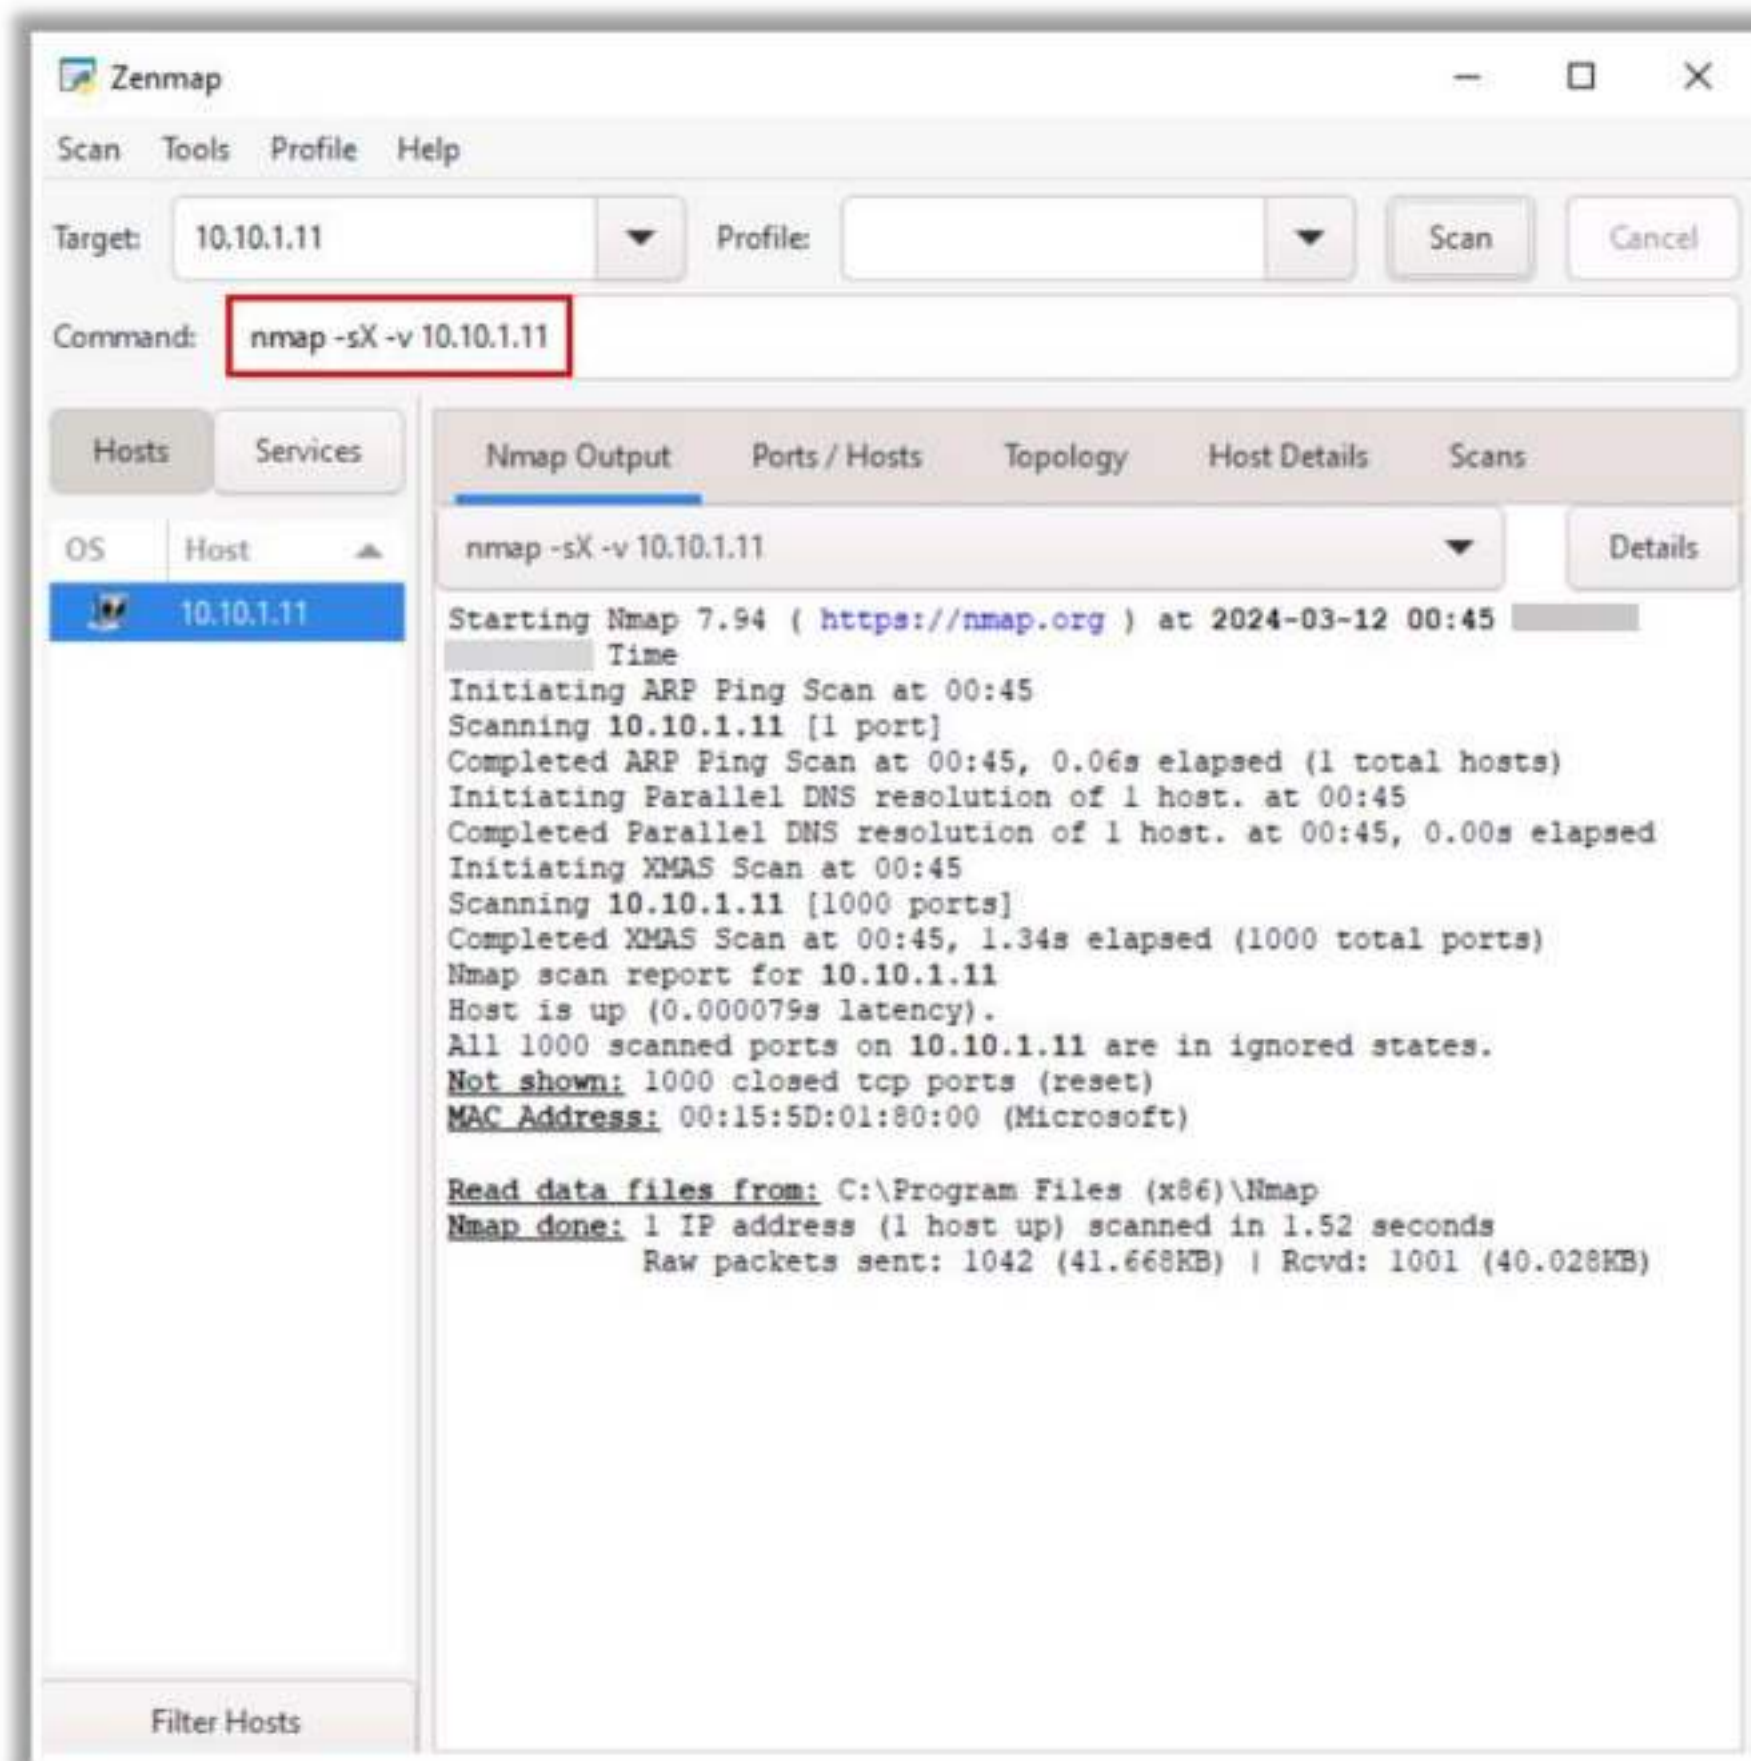 Zenmap
Scan Tools Profile Help
Target: 10.10.1.11 Profile: Scan Cancel
Command: nmap -sX -v 10.10.1.11
Hosts Services
Nmap Output Ports / Hosts Topology Host Details Scans
OS Host
nmap -sX -v 10.10.1.11 Details
10.10.1.11
Starting Nmap 7.94 ( https://nmap.org ) at 2024-03-12 00:45
Time
Initiating ARP Ping Scan at 00:45
Scanning 10.10.1.11 [1 port]
Completed ARP Ping Scan at 00:45, 0.06s elapsed (1 total hosts)
Initiating Parallel DNS resolution of 1 host. at 00:45
Completed Parallel DNS resolution of 1 host. at 00:45, 0.00s elapsed
Initiating XMAS Scan at 00:45
Scanning 10.10.1.11 [1000 ports]
Completed XMAS Scan at 00:45, 1.34s elapsed (1000 total ports)
Nmap scan report for 10.10.1.11
Host is up (0.000079s latency).
All 1000 scanned ports on 10.10.1.11 are in ignored states.
Not shown: 1000 closed tcp ports (reset)
MAC Address: 00:15:5D:01:80:00 (Microsoft)
Read data files from: C:\Program Files (x86)\Nmap
Nmap done: 1 IP address (1 host up) scanned in 1.52 seconds
Raw packets sent: 1042 (41.668KB) | Rcvd: 1001 (40.028KB)
Filter Hosts